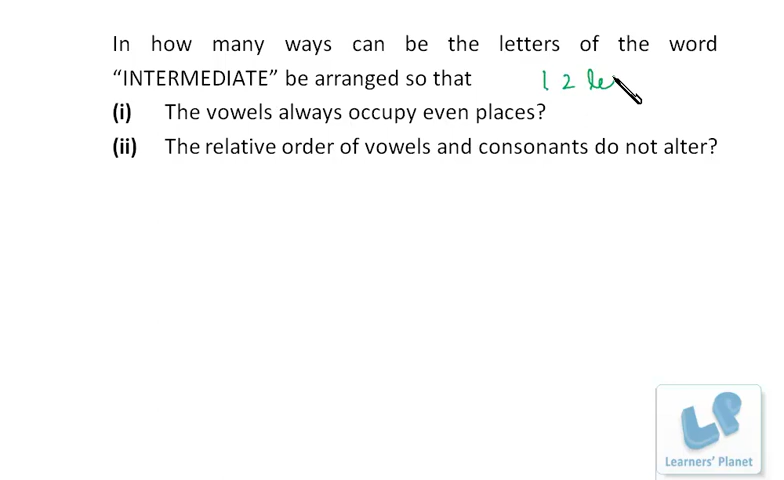 In how many ways can be the letters of the word
“INTERMEDIATE” be arranged so that 12 le
(i) The vowels always occupy even places?
(ii) The relative order of vowels and consonants do not alter?
LP
Learners' Planet